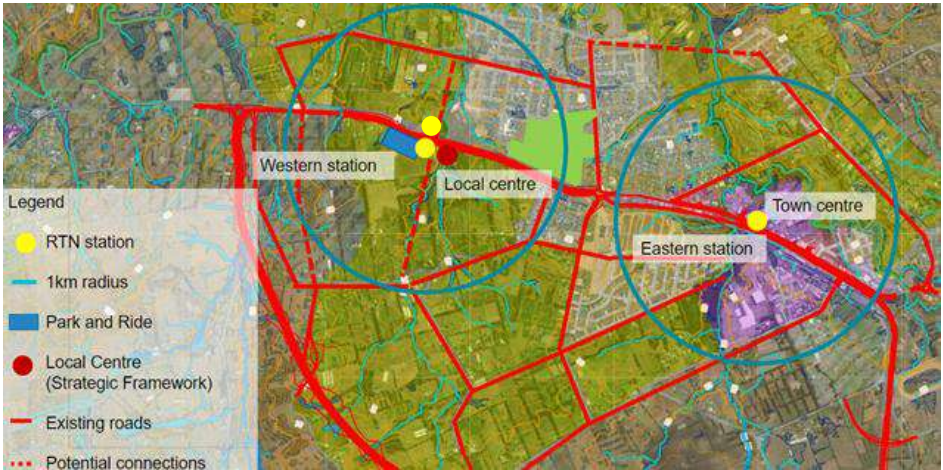 Western station
Local centre
Town centre
Eastern station
Legend
RTN station
1km radius
Park and Ride
Local Centre
(Strategic Framework)
Existing roads
Potential connections